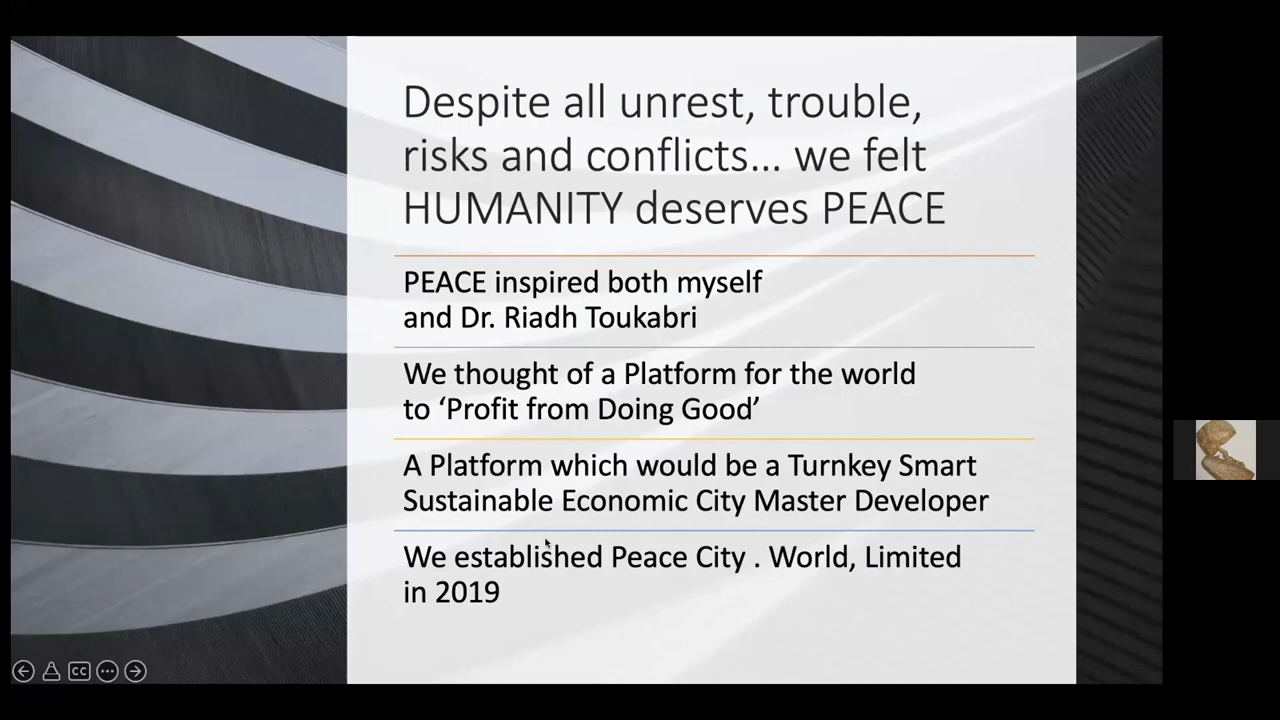 Despite all unrest, trouble,
risks and conflicts... we felt
HUMANITY deserves PEACE
PEACE inspired both myself
and Dr. Riadh Toukabri
We thought of a Platform for the world
to ‘Profit from Doing Good’
A Platform which would be a Turnkey Smart
Sustainable Economic City Master Developer
We established Peace City . World, Limited
in 2019
CC